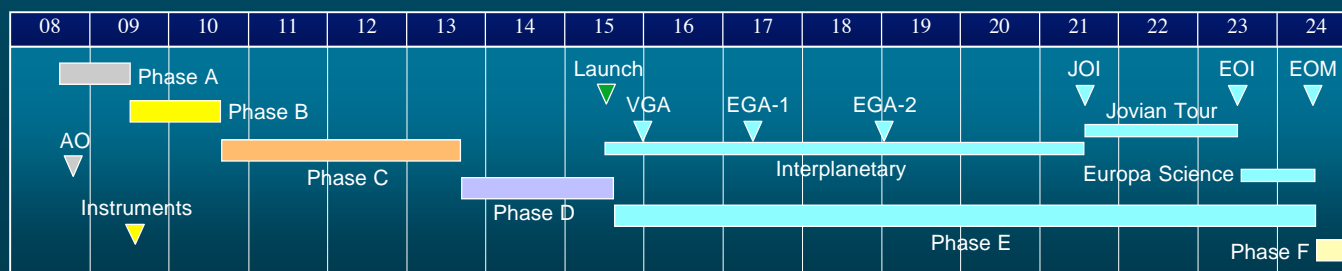 08 09 10 11 12 13 14 15 16 17 18 19 20 21 22 23 24
Launch JOI EOI EOM
Phase A
VGA EGA-1 EGA-2
Phase B Jovian Tour
AO
Interplanetary
Phase C Europa Science
Instruments Phase D
Phase E
Phase F